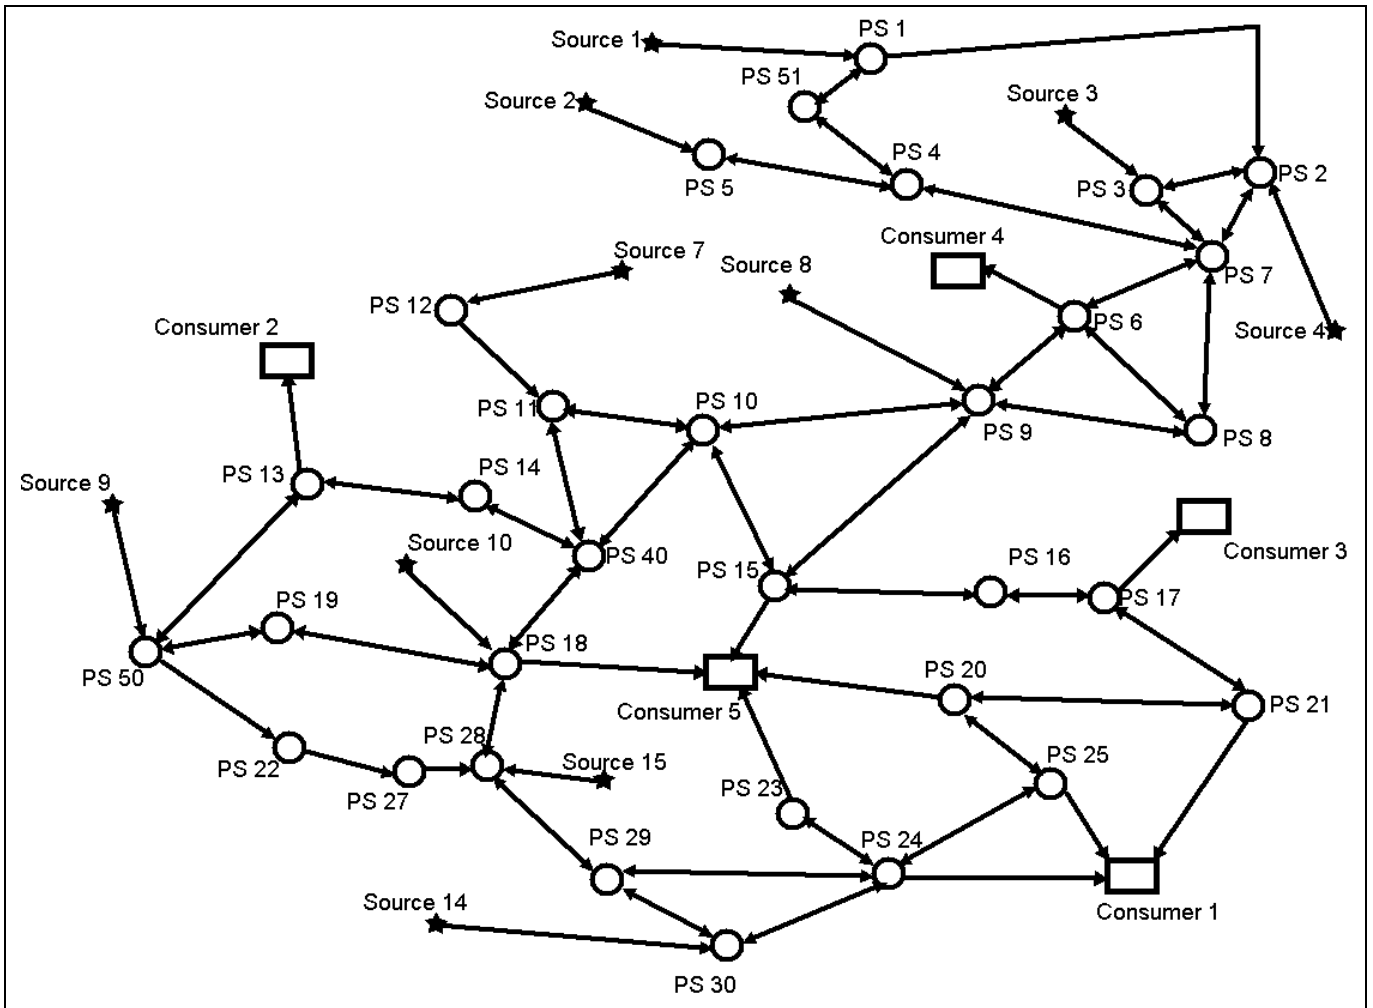 PS 1
Source 1
PS 51
Source 2
Source 3
PS 4
PS 5
PS 3
PS 2
Consumer 4
Source 7
Source 8
PS 7
PS 12
PS 6
Source 4
Consumer 2
PS 11
PS 10
PS 9
PS 8
PS 14
PS 13
Source 9
Source 10
PS 40
Consumer 3
PS 16
PS 15
PS 17
PS 19
PS 18
PS 50
PS 20
PS 21
Consumer 5
PS 28
PS 25
Source 15
PS 22
PS 23
PS 27
PS 29
PS 24
Source 14
Consumer 1
PS 30